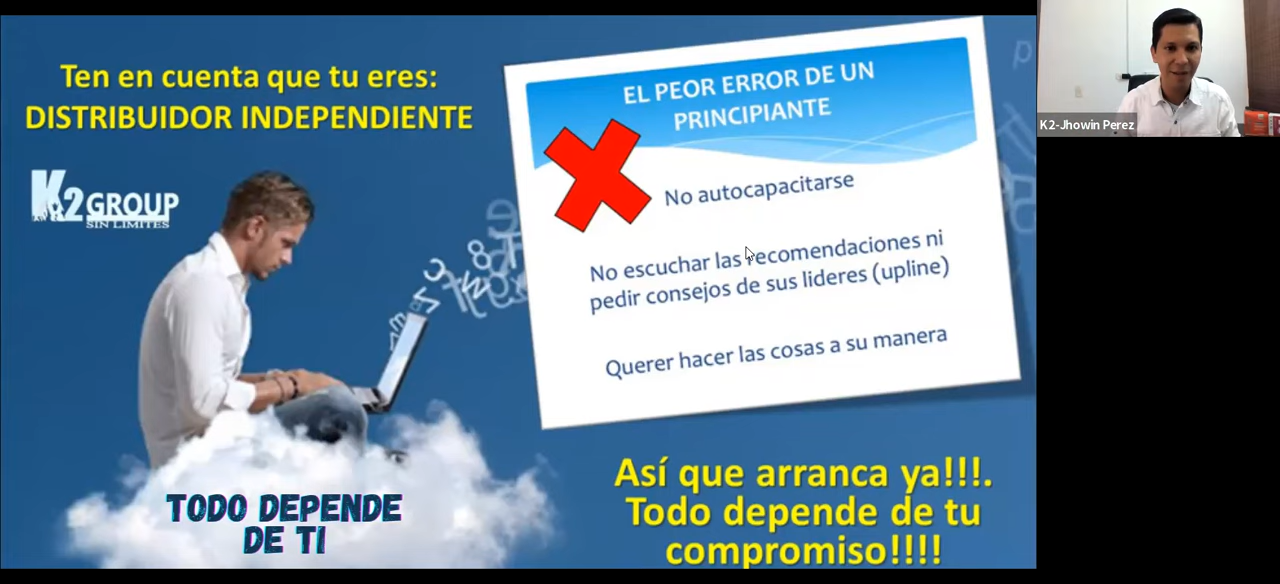 Ten en cuenta que tu eres:
DISTRIBUIDOR INDEPENDIENTE
K2 GROUP
SIN LIMITES
EL PEOR ERROR DE UN
PRINCIPIANTE
No autocapacitarse
No escuchar las recomendaciones ni
pedir consejos de sus lideres (upline)
Querer hacer las cosas a su manera
TODO DEPENDE
DE TI
Así que arranca ya!!!.
Todo depende de tu
compromiso!!!!
K2-Jhowin Perez